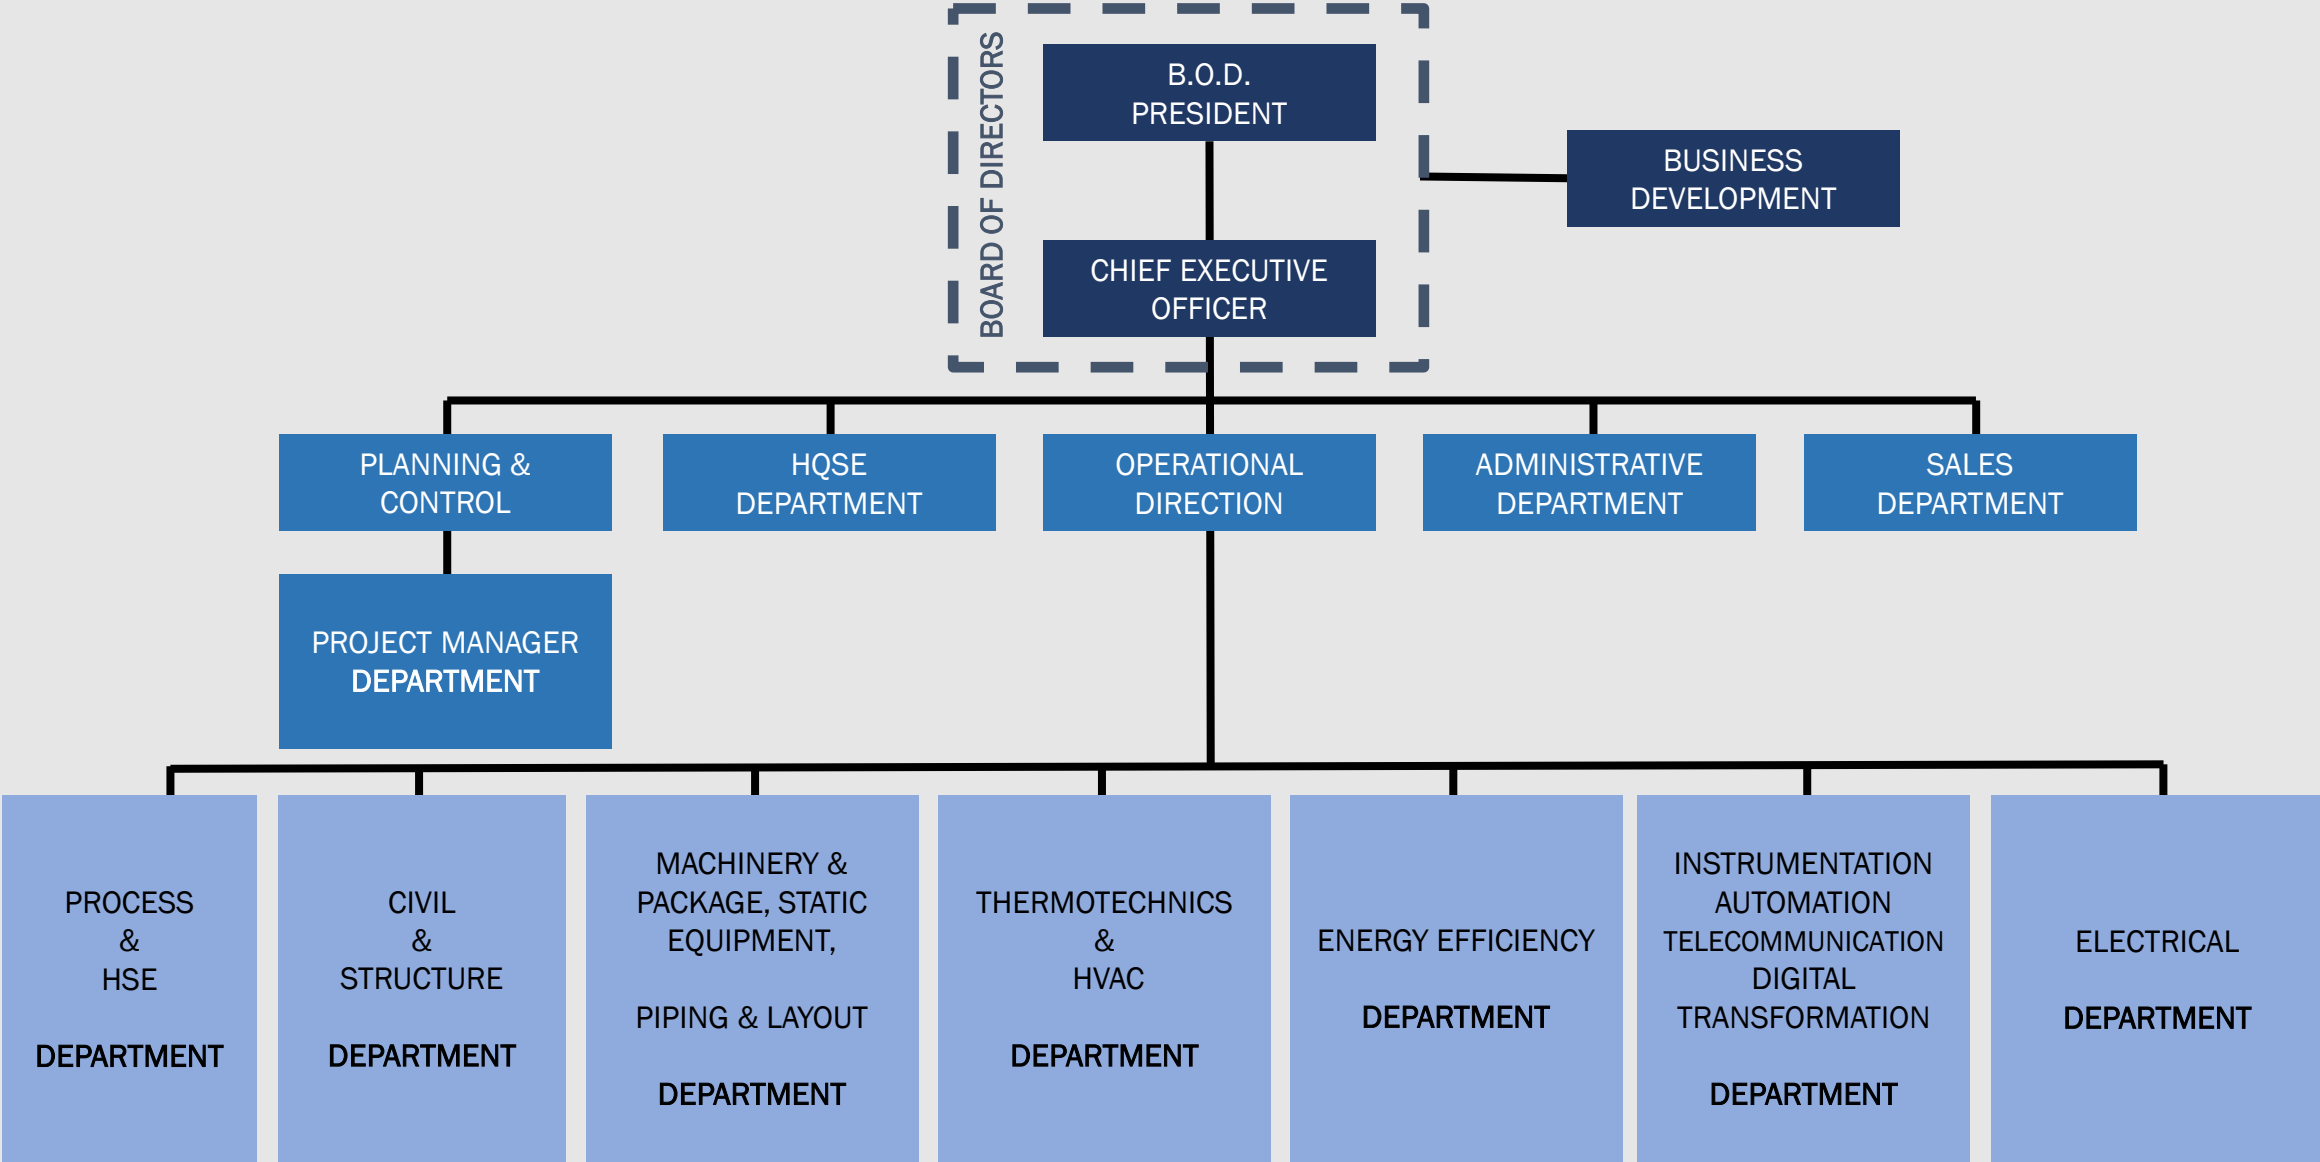 BOARD OF DIRECTORS
B.O.D.
PRESIDENT
BUSINESS
DEVELOPMENT
CHIEF EXECUTIVE
OFFICER
PLANNING &
CONTROL
HQSE
DEPARTMENT
OPERATIONAL
DIRECTION
ADMINISTRATIVE
DEPARTMENT
SALES
DEPARTMENT
PROJECT MANAGER
DEPARTMENT
PROCESS
&
HSE
DEPARTMENT
CIVIL
&
STRUCTURE
DEPARTMENT
MACHINERY &
PACKAGE, STATIC
EQUIPMENT,
PIPING & LAYOUT
DEPARTMENT
THERMOTECHNICS
&
HVAC
DEPARTMENT
ENERGY EFFICIENCY
DEPARTMENT
INSTRUMENTATION
AUTOMATION
TELECOMMUNICATION
DIGITAL
TRANSFORMATION
DEPARTMENT
ELECTRICAL
DEPARTMENT